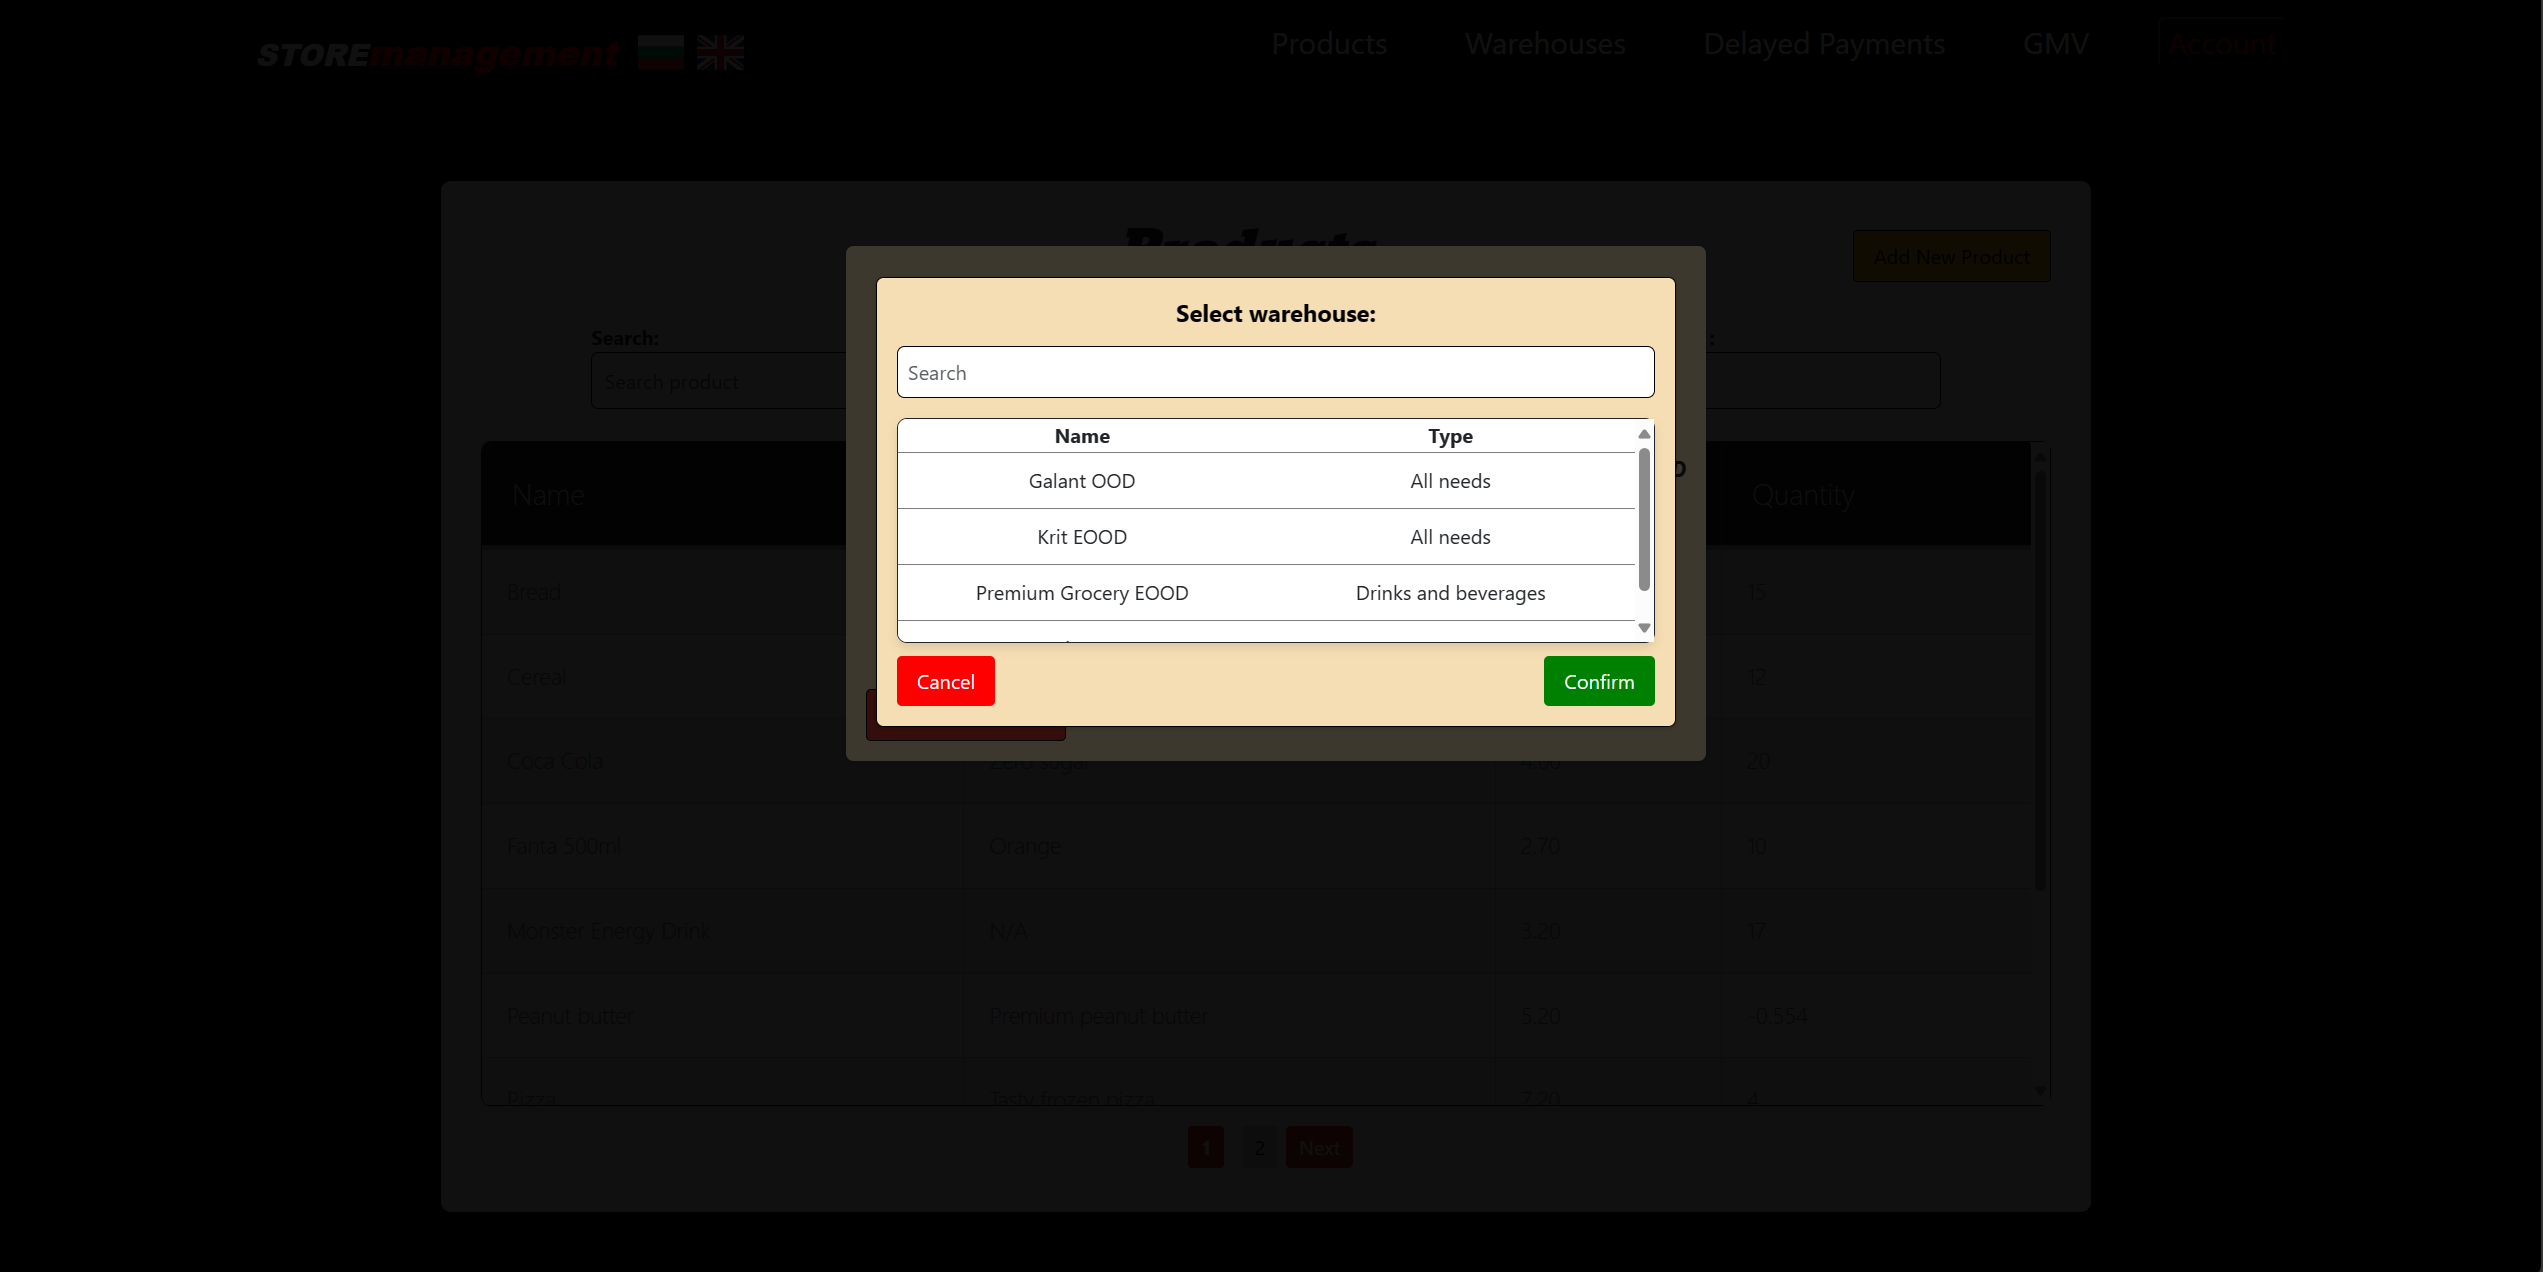 STOREmanagement
Products Warehouses Delayed Payments GMV Account
Products
Add New Product
Select warehouse:
Search:
Search product
Search
Name Type
Galant OOD All needs
Krit EOOD All needs
Premium Grocery EOOD Drinks and beverages
Cancel Confirm
Name Quantity
Bread 15
Cereal 12
Coca Cola Zero sugar 4.00 20
Fanta 500ml Orange 2.70 10
Monster Energy Drink N/A 3.20 17
Peanut butter Premium peanut butter 5.20 -0.554
Pizza Tasty frozen pizza 7.20 4
1 2 Next